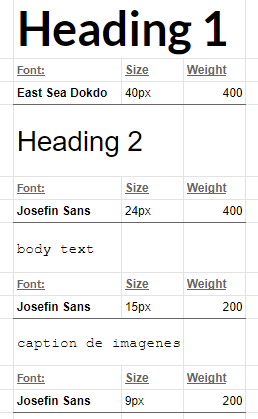 Heading 1
Font: Size Weight
East Sea Dokdo 40px 400
Heading 2
Font: Size Weight
Josefin Sans 24px 400
body text
Font: Size Weight
Josefin Sans 15px 200
caption de imagenes
Font: Size Weight
Josefin Sans 9px 200